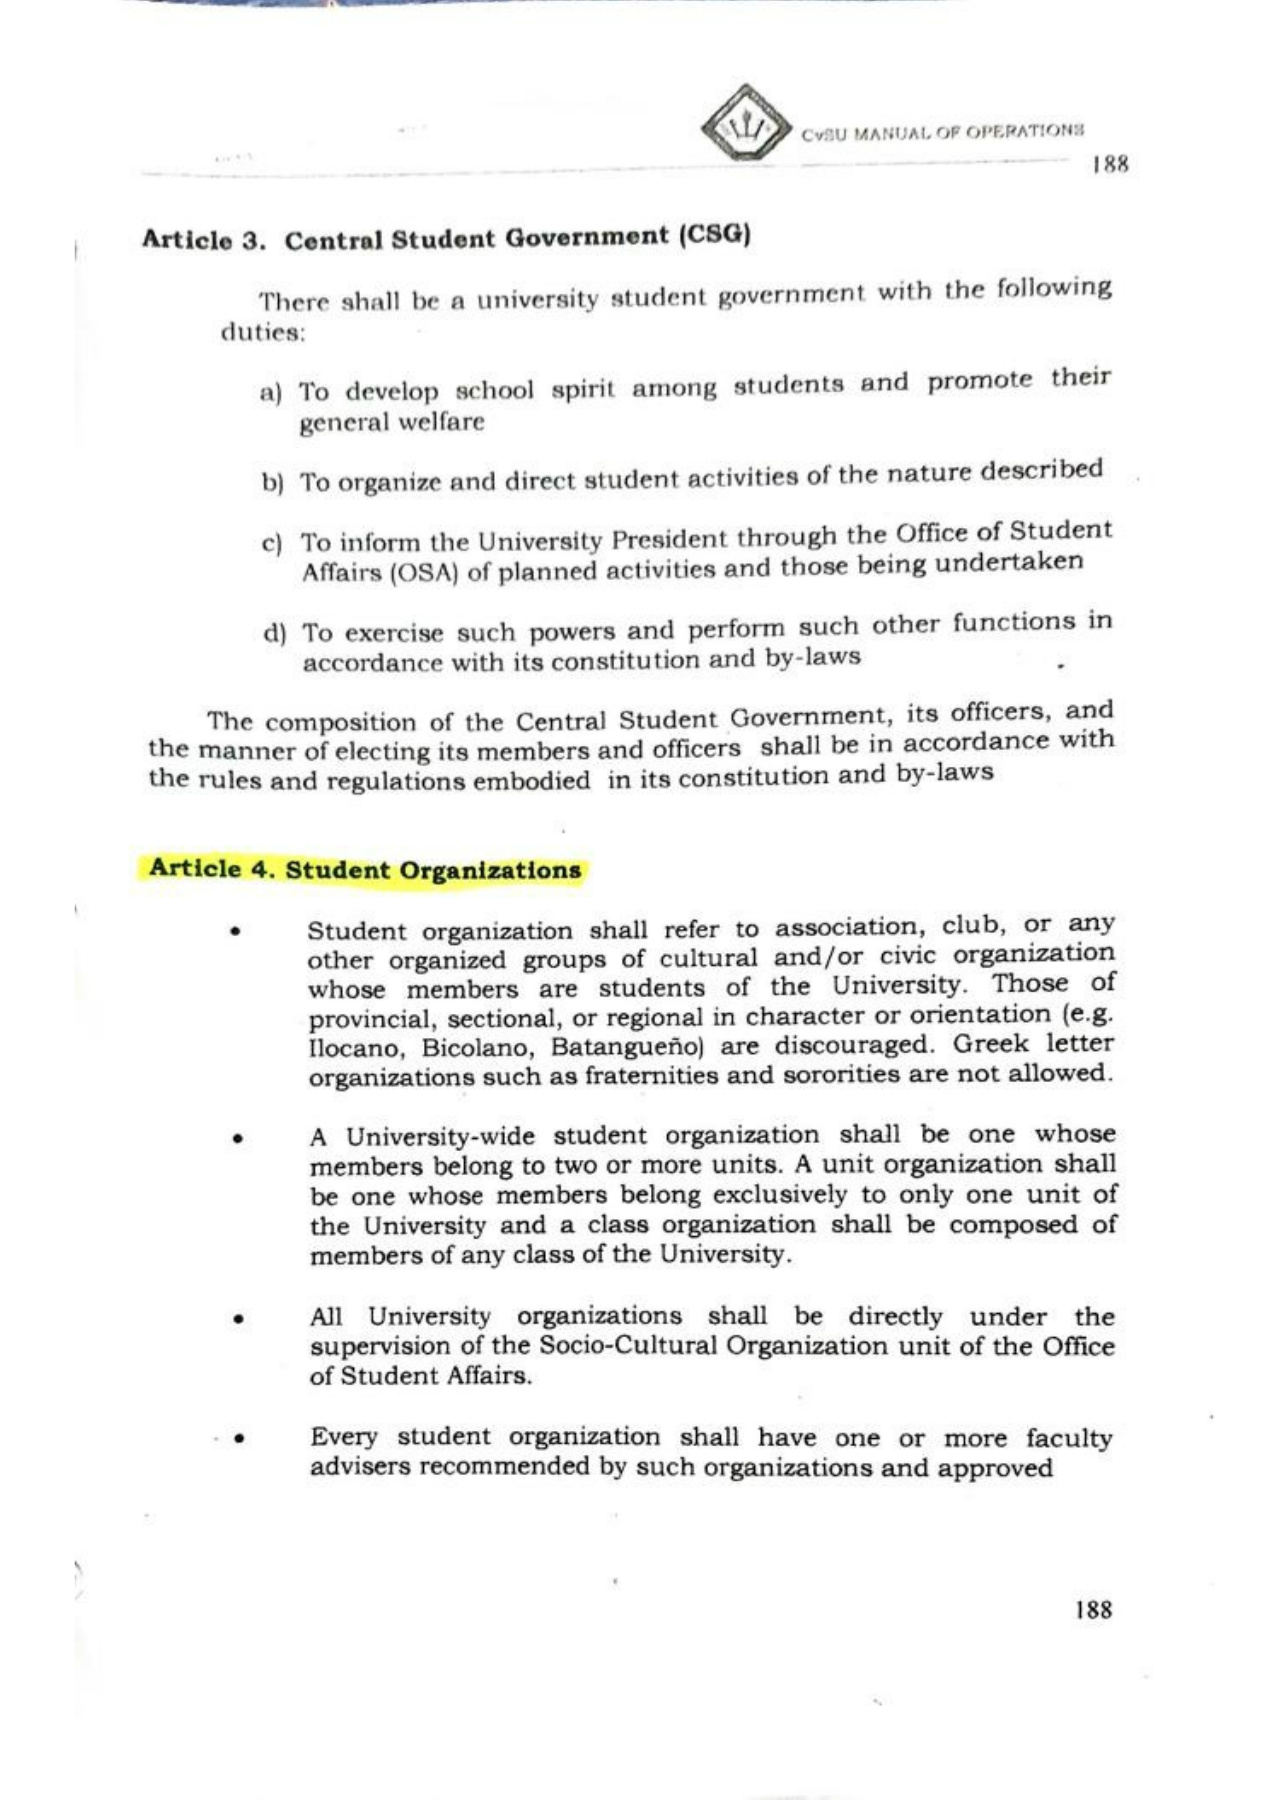 CvSU MANUAL OF OPERATIONS
188
Article 3. Central Student Government (CSG)
There shall be a university student government with the following
duties:
a) To develop school spirit among students and promote their
general welfare
b) To organize and direct student activities of the nature described
c) To inform the University President through the Office of Student
Affairs (OSA) of planned activities and those being undertaken
d) To exercise such powers and perform such other functions in
accordance with its constitution and by-laws
The composition of the Central Student Government, its officers, and
the manner of electing its members and officers shall be in accordance with
the rules and regulations embodied in its constitution and by-laws
Article 4. Student Organizations
• Student organization shall refer to association, club, or any
other organized groups of cultural and/or civic organization
whose members are students of the University. Those of
provincial, sectional, or regional in character or orientation (e.g.
Ilocano, Bicolano, Batangueño) are discouraged. Greek letter
organizations such as fraternities and sororities are not allowed.
• A University-wide student organization shall be one whose
members belong to two or more units. A unit organization shall
be one whose members belong exclusively to only one unit of
the University and a class organization shall be composed of
members of any class of the University.
• All University organizations shall be directly under the
supervision of the Socio-Cultural Organization unit of the Office
of Student Affairs.
• Every student organization shall have one or more faculty
advisers recommended by such organizations and approved
188